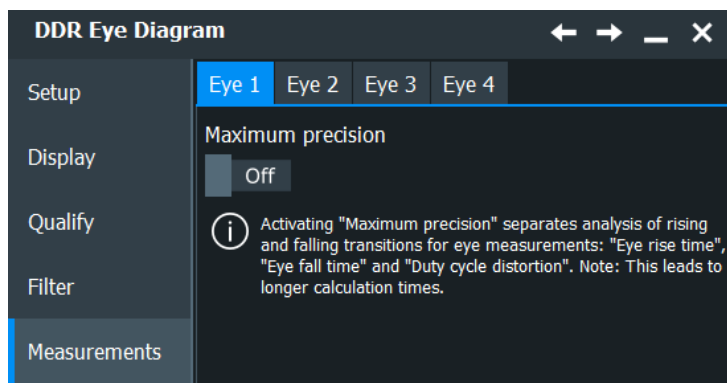 DDR Eye Diagram
Setup
Display
Qualify
Filter
Measurements
Eye 1 Eye 2 Eye 3 Eye 4
Maximum precision
Off
Activating "Maximum precision" separates analysis of rising
and falling transitions for eye measurements: "Eye rise time",
"Eye fall time" and "Duty cycle distortion". Note: This leads to
longer calculation times.